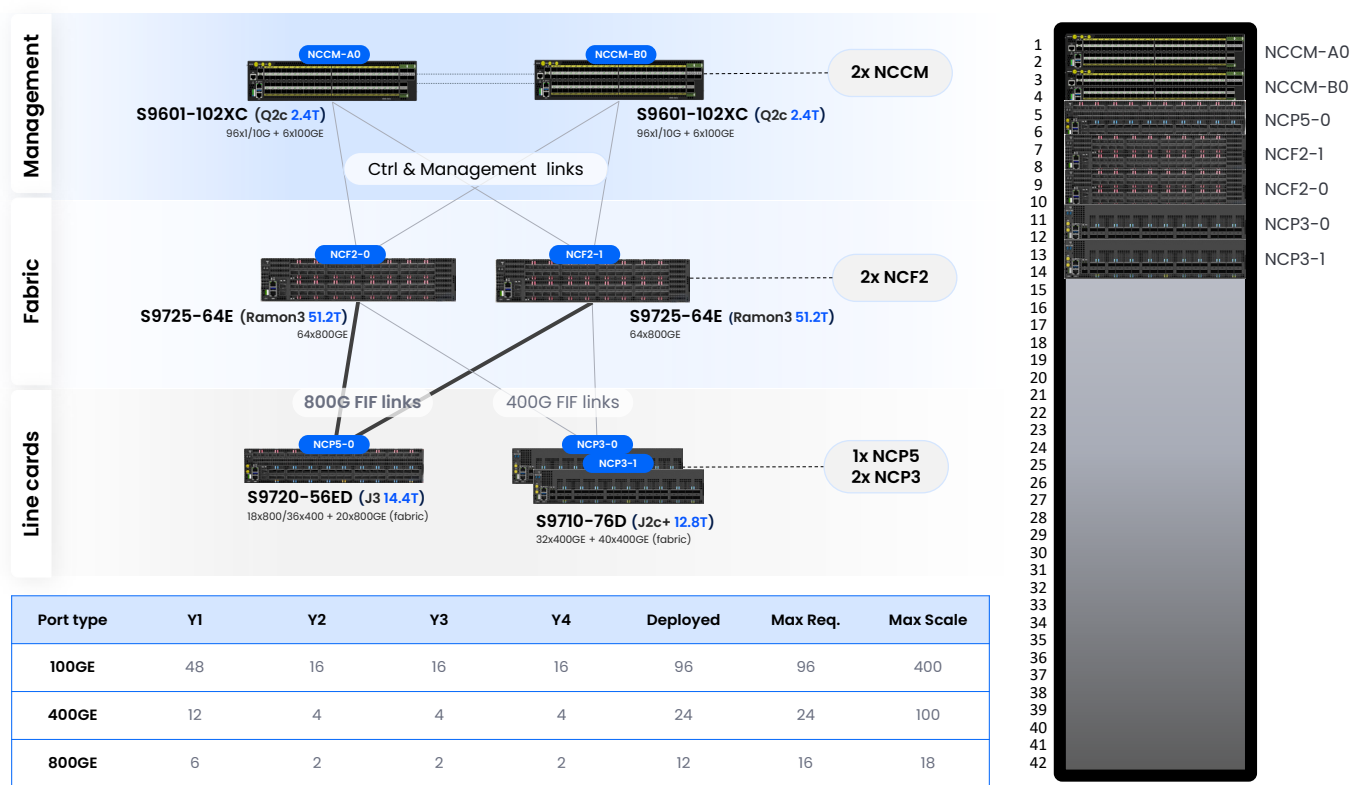 Management
NCCM-A0
NCCM-B0
2x NCCM
S9601-102XC (Q2c 2.4T)
96x1/10G + 6x100GE
S9601-102XC (Q2c 2.4T)
96x1/10G + 6x100GE
Ctrl & Management links
Fabric
NCF2-0
NCF2-1
2x NCF2
S9725-64E (Ramon3 51.2T)
64x800GE
S9725-64E (Ramon3 51.2T)
64x800GE
800G FIF links
400G FIF links
Line cards
NCP5-0
NCP3-0
NCP3-1
1x NCP5
2x NCP3
S9720-56ED (J3 14.4T)
18x800/36x400 + 20x800GE (fabric)
S9710-76D (J2c+ 12.8T)
32x400GE + 40x400GE (fabric)
Port type Y1 Y2 Y3 Y4 Deployed Max Req. Max Scale
100GE 48 16 16 16 96 96 400
400GE 12 4 4 4 24 24 100
800GE 6 2 2 2 12 16 18
1
2
3
4
5
6
7
8
9
10
11
12
13
14
15
16
17
18
19
20
21
22
23
24
25
26
27
28
29
30
31
32
33
34
35
36
37
38
39
40
41
42
NCCM-A0
NCCM-B0
NCP5-0
NCF2-1
NCF2-0
NCP3-0
NCP3-1